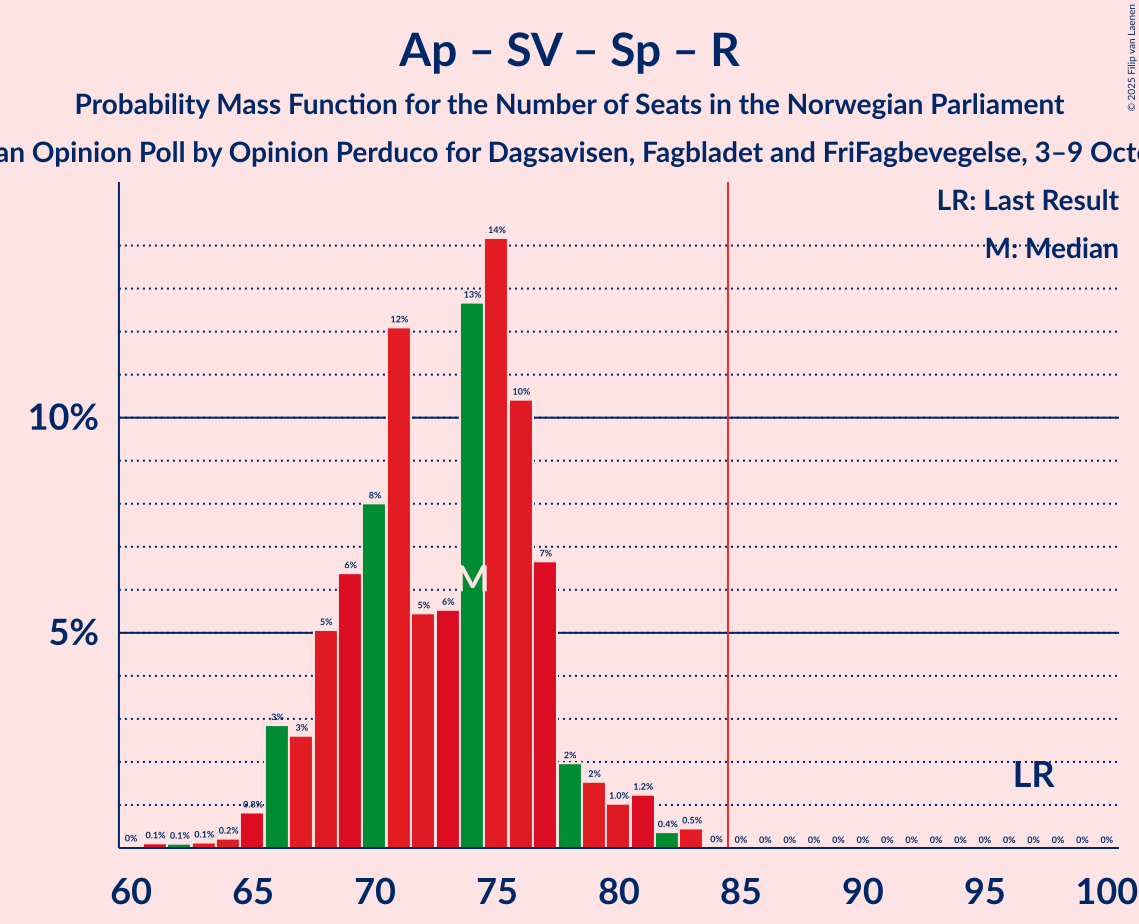 Ap – SV – Sp – R
Probability Mass Function for the Number of Seats in the Norwegian Parliament
an Opinion Poll by Opinion Perduco for Dagsavisen, Fagbladet and FriFagbevegelse, 3–9 Octo
© 2025 Filip van Laenen
LR: Last Result
M: Median
14%
13%
12%
10%
10%
8%
7%
6%
M
5%
6%
5%
5%
3%
3%
2%
2%
LR
0% 0.1% 0.1% 0.1% 0.2% 0.8% 1.0% 1.2% 0.4% 0.5% 0% 0% 0% 0% 0% 0% 0% 0% 0% 0% 0% 0% 0% 0% 0% 0% 0%
60 65 70 75 80 85 90 95 100